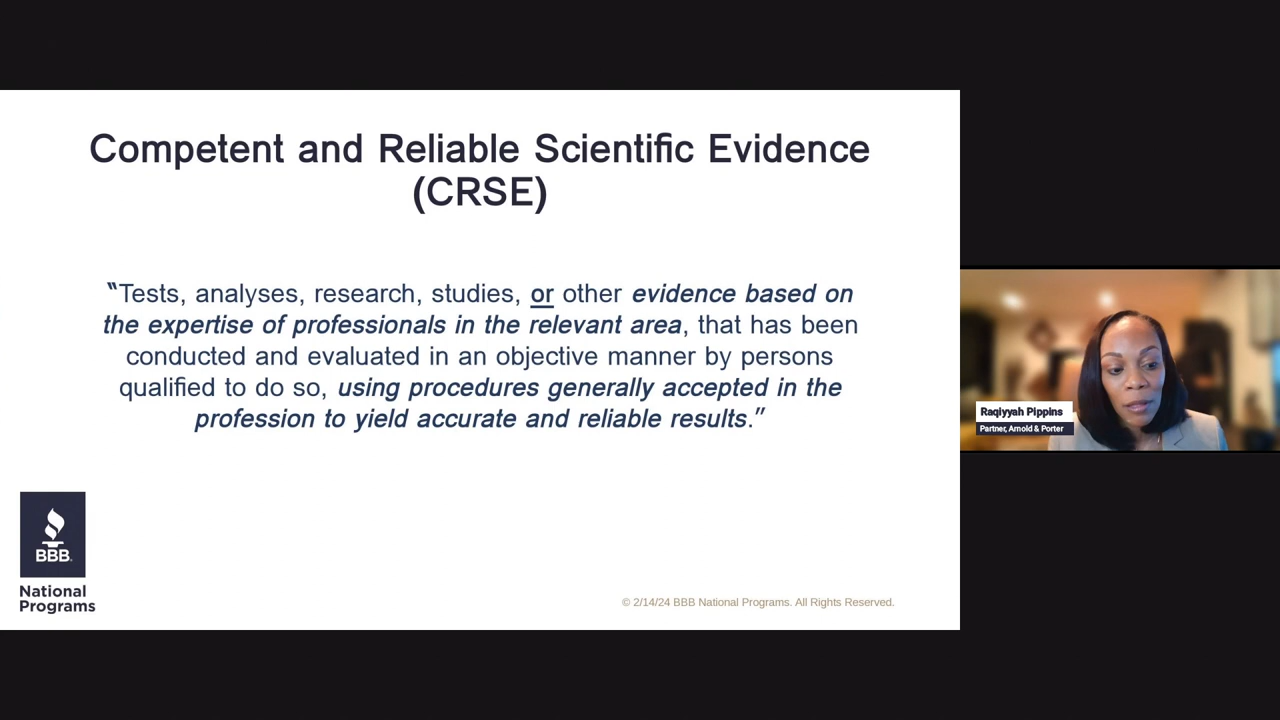 Competent and Reliable Scientific Evidence
(CRSE)
‟Tests, analyses, research, studies, or other evidence based on
the expertise of professionals in the relevant area, that has been
conducted and evaluated in an objective manner by persons
qualified to do so, using procedures generally accepted in the
profession to yield accurate and reliable results.”
Raqiyyah Pippins
Partner, Arnold & Porter
BBB.
National
Programs
© 2/14/24 BBB National Programs. All Rights Reserved.